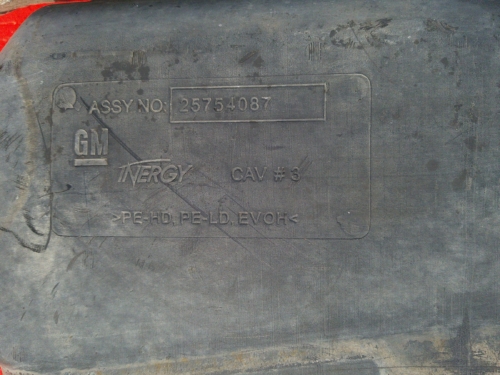 ASSY NO: 25754087
GM
INERGY CAV # 3
>PE-HD, PE-LD, EVOH<